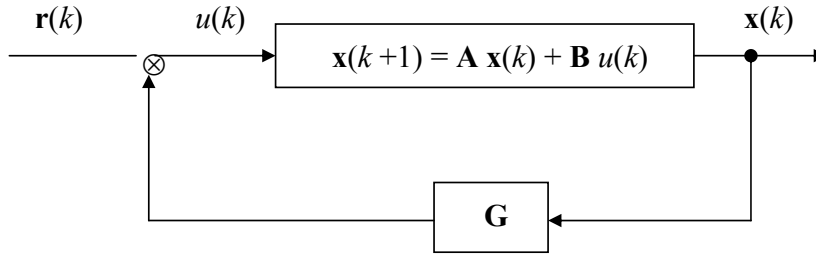 r(k) u(k) x(k)
x(k +1) = A x(k) + B u(k)
G